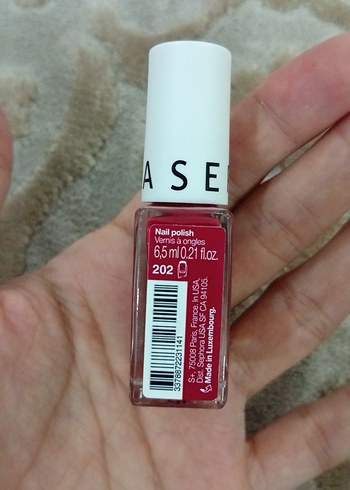 ASE
Nail polish
Vernis à ongles
6,5 ml 0.21 fl.oz.
202
3378872231141
S+, 75008 Paris, France. In USA,
Dist. Sephora USA SF CA 94105.
Made in Luxembourg.